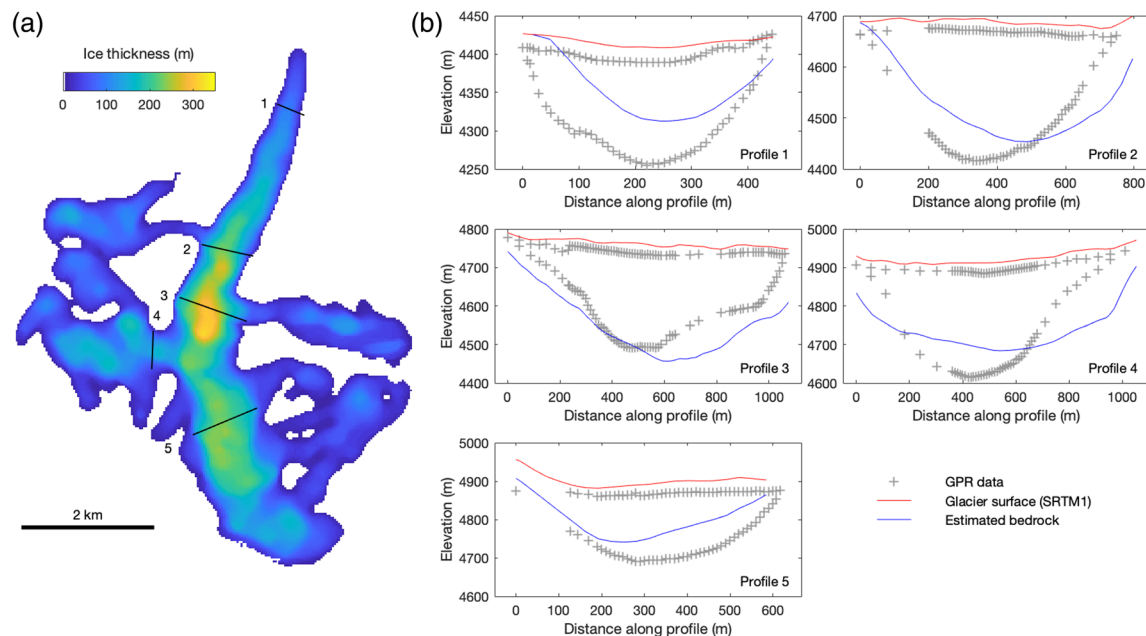 (a)
Ice thickness (m)
0 100 200 300
1
2
3
4
5
2 km
(b)
Elevation (m)
4450
4400
4350
4300
4250
0 100 200 300 400
Distance along profile (m)
Profile 1
Elevation (m)
4700
4600
4500
4400
0 200 400 600 800
Distance along profile (m)
Profile 2
Elevation (m)
4800
4700
4600
4500
4400
0 200 400 600 800 1000
Distance along profile (m)
Profile 3
Elevation (m)
5000
4900
4800
4700
4600
0 200 400 600 800 1000
Distance along profile (m)
Profile 4
Elevation (m)
5000
4900
4800
4700
4600
0 100 200 300 400 500 600
Distance along profile (m)
Profile 5
GPR data
Glacier surface (SRTM1)
Estimated bedrock